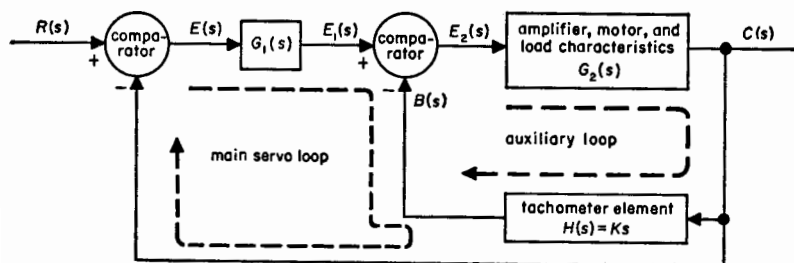 R(s)
+
-
compa-
rator
E(s)
G₁(s)
E₁(s)
+
-
compa-
rator
E₂(s)
B(s)
amplifier, motor, and
load characteristics
G₂(s)
C(s)
main servo loop
auxiliary loop
tachometer element
H(s)=Ks